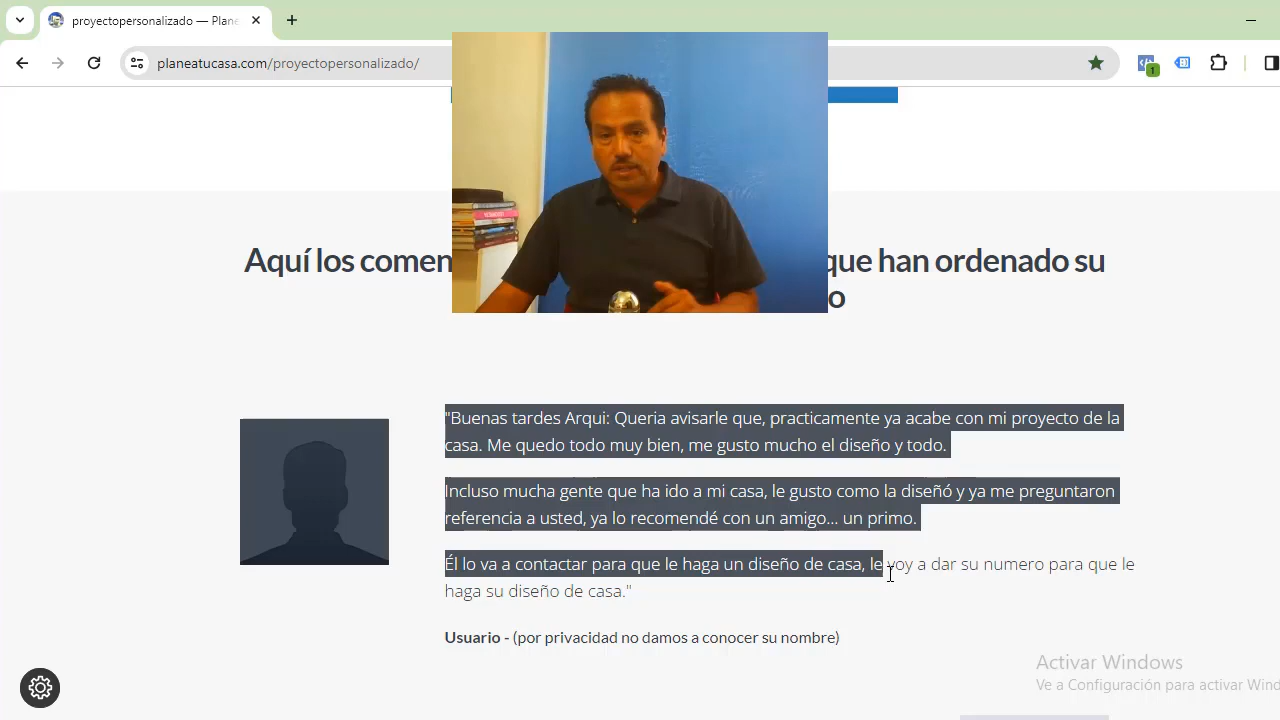 proyectopersonalizado — Plane
planeatucasa.com/proyectopersonalizado/
1
Aquí los comen que han ordenado su
o
"Buenas tardes Arqui: Queria avisarle que, practicamente ya acabe con mi proyecto de la
casa. Me quedo todo muy bien, me gusto mucho el diseño y todo.
Incluso mucha gente que ha ido a mi casa, le gusto como la diseñó y ya me preguntaron
referencia a usted, ya lo recomendé con un amigo... un primo.
Él lo va a contactar para que le haga un diseño de casa, le voy a dar su numero para que le
haga su diseño de casa."
Usuario - (por privacidad no damos a conocer su nombre)
Activar Windows
Ve a Configuración para activar Wind